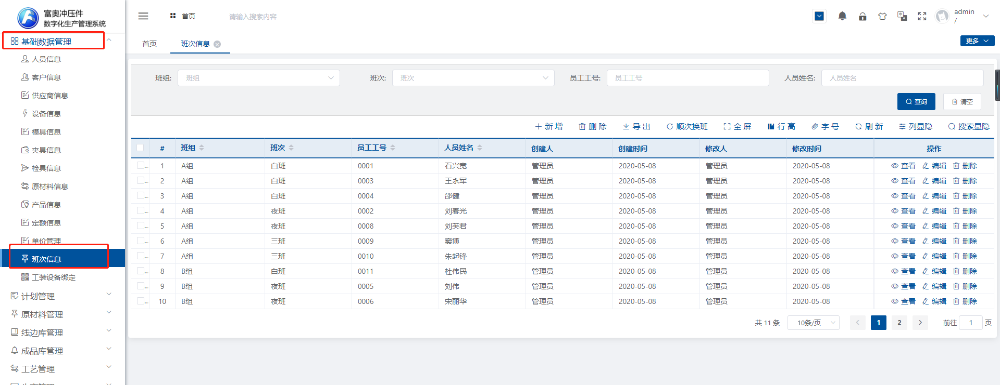 富奥冲压件
数字化生产管理系统
首页
请输入搜索内容
admin
/
基础数据管理
人员信息
客户信息
供应商信息
设备信息
模具信息
夹具信息
检具信息
原材料信息
产品信息
定额信息
单价管理
班次信息
工装设备绑定
计划管理
原材料管理
线边库管理
成品库管理
工艺管理
首页 班次信息 更多
班组: 班组 班次: 班次 员工工号: 员工工号 人员姓名: 人员姓名
查询 清空
新增 删除 导出 顺次换班 全屏 行高 字号 刷新 列显隐 搜索显隐
# 班组 班次 员工工号 人员姓名 创建人 创建时间 修改人 修改时间 操作
1 A组 白班 0001 石兴宽 管理员 2020-05-08 管理员 2020-05-08 查看 编辑 删除
2 A组 白班 0003 王永军 管理员 2020-05-08 管理员 2020-05-08 查看 编辑 删除
3 A组 白班 0004 邵健 管理员 2020-05-08 管理员 2020-05-08 查看 编辑 删除
4 A组 夜班 0002 刘春光 管理员 2020-05-08 管理员 2020-05-08 查看 编辑 删除
5 A组 夜班 0008 刘芙君 管理员 2020-05-08 管理员 2020-05-08 查看 编辑 删除
6 A组 三班 0009 窦博 管理员 2020-05-08 管理员 2020-05-08 查看 编辑 删除
7 A组 三班 0010 朱起锋 管理员 2020-05-08 管理员 2020-05-08 查看 编辑 删除
8 B组 白班 0011 杜伟民 管理员 2020-05-08 管理员 2020-05-08 查看 编辑 删除
9 B组 夜班 0005 刘伟 管理员 2020-05-08 管理员 2020-05-08 查看 编辑 删除
10 B组 夜班 0006 宋丽华 管理员 2020-05-08 管理员 2020-05-08 查看 编辑 删除
共 11 条 10条/页 1 2 前往 1 页